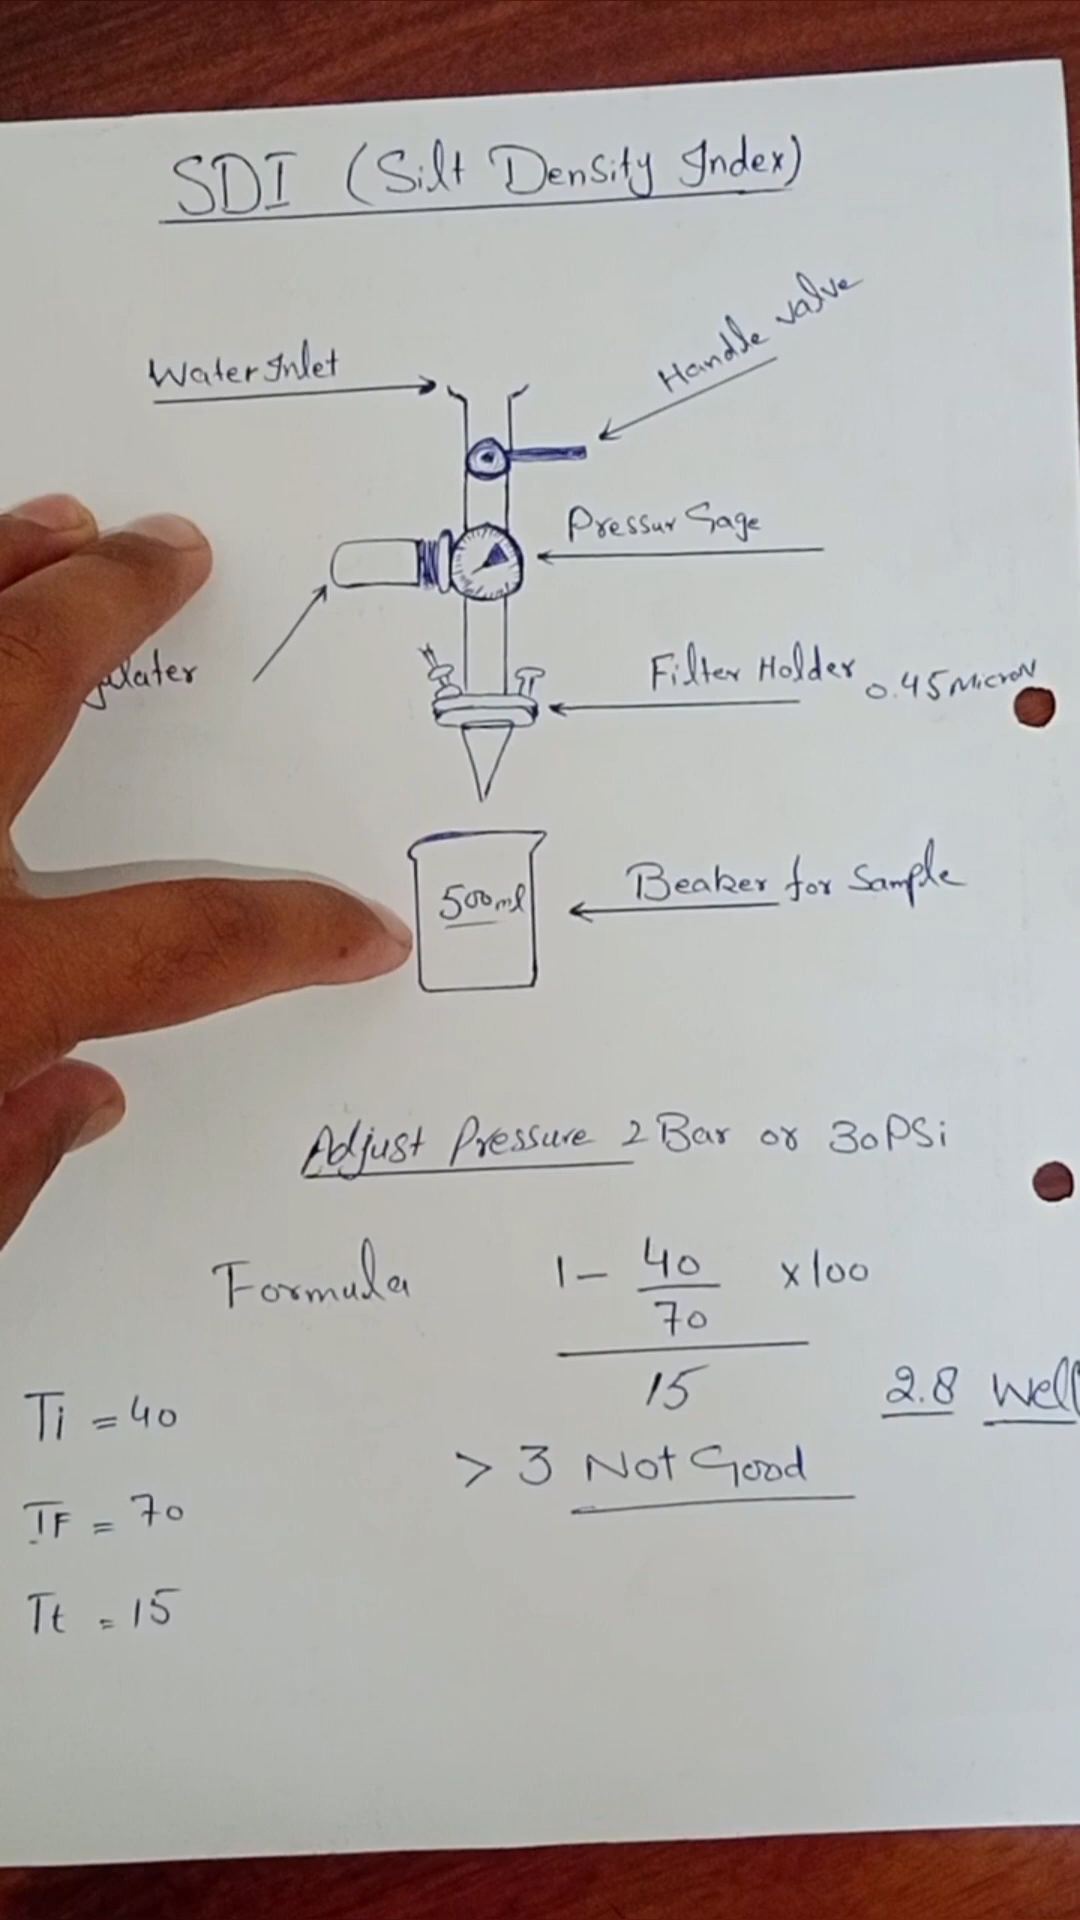 SDI (Silt Density Index)
Water Inlet
Handle valve
Pressur Gage
Filter Holder 0.45 Micron
500ml
Beaker for Sample
Adjust Pressure 2 Bar or 30 PSi
Formula
1 - 40/70 x100
15
2.8 Well
> 3 Not Good
Ti = 40
TF = 70
Tt = 15